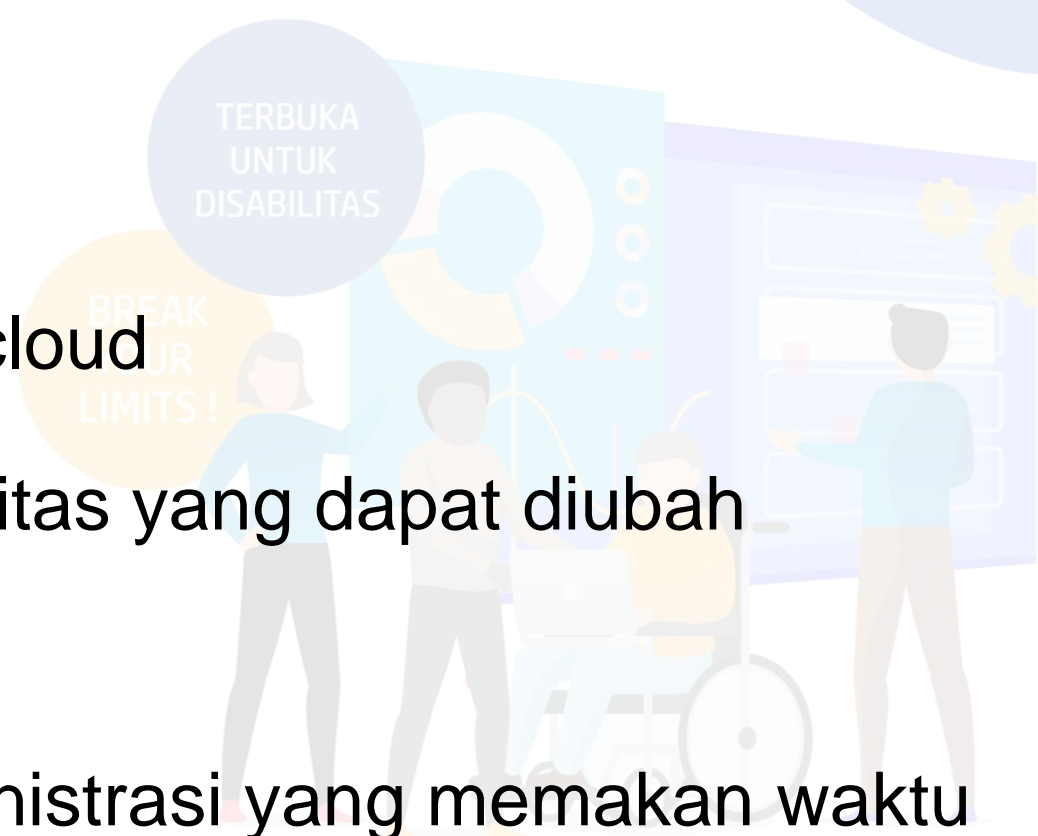 TERBUKA
UNTUK
DISABILITAS
BREAK
LIMITS !
cloud
itas yang dapat diubah
nistrasi yang memakan waktu